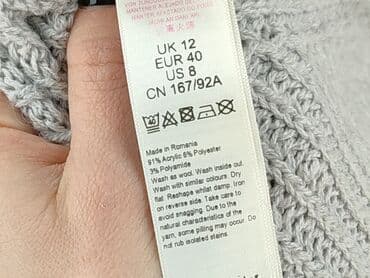 MANTENER ALEJADO DEL
UK 12
EUR 40
US 8
CN 167/92A
Made in Romania
91% Acrylic 6% Polyester
3% Polyamide
Wash as wool. Wash inside out.
Wash with similar colours. Dry
flat. Reshape whilst damp. Iron
on reverse side. Take care to
avoid snagging. Due to the
natural characteristics of the
yarn, some pilling may occur. Do
not rub isolated stains.